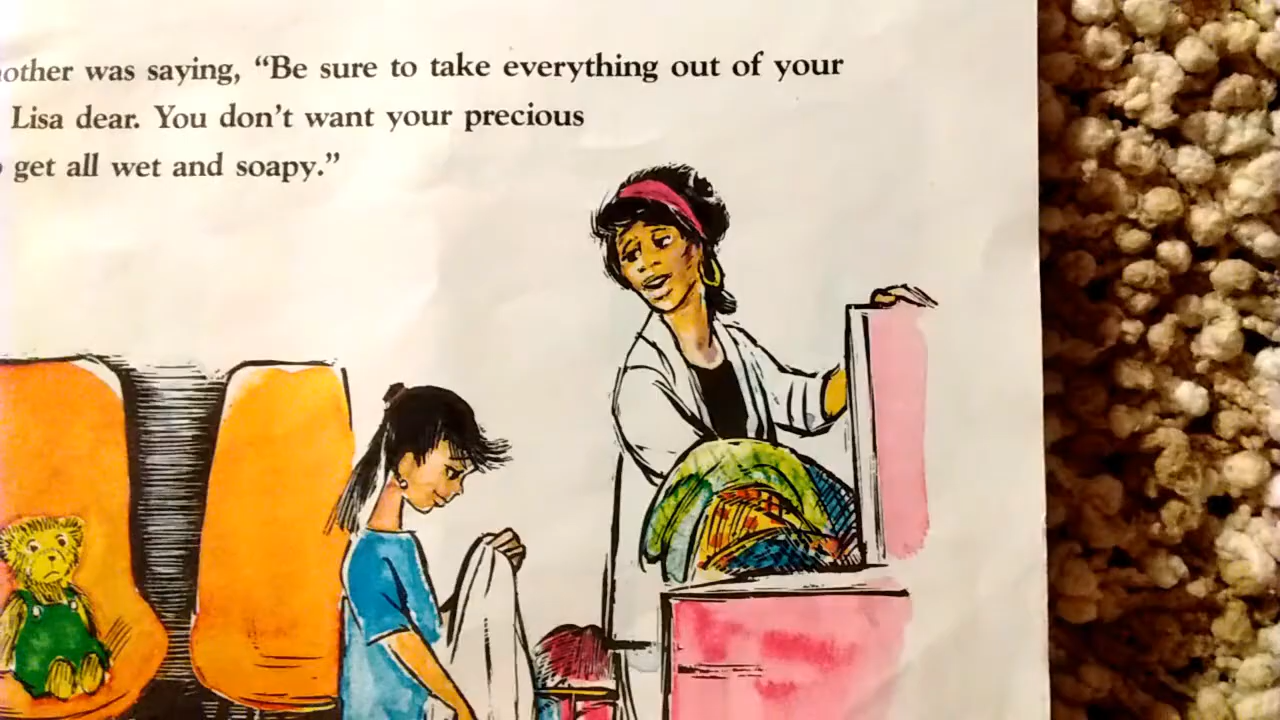 other was saying, “Be sure to take everything out of your
Lisa dear. You don’t want your precious
get all wet and soapy.”